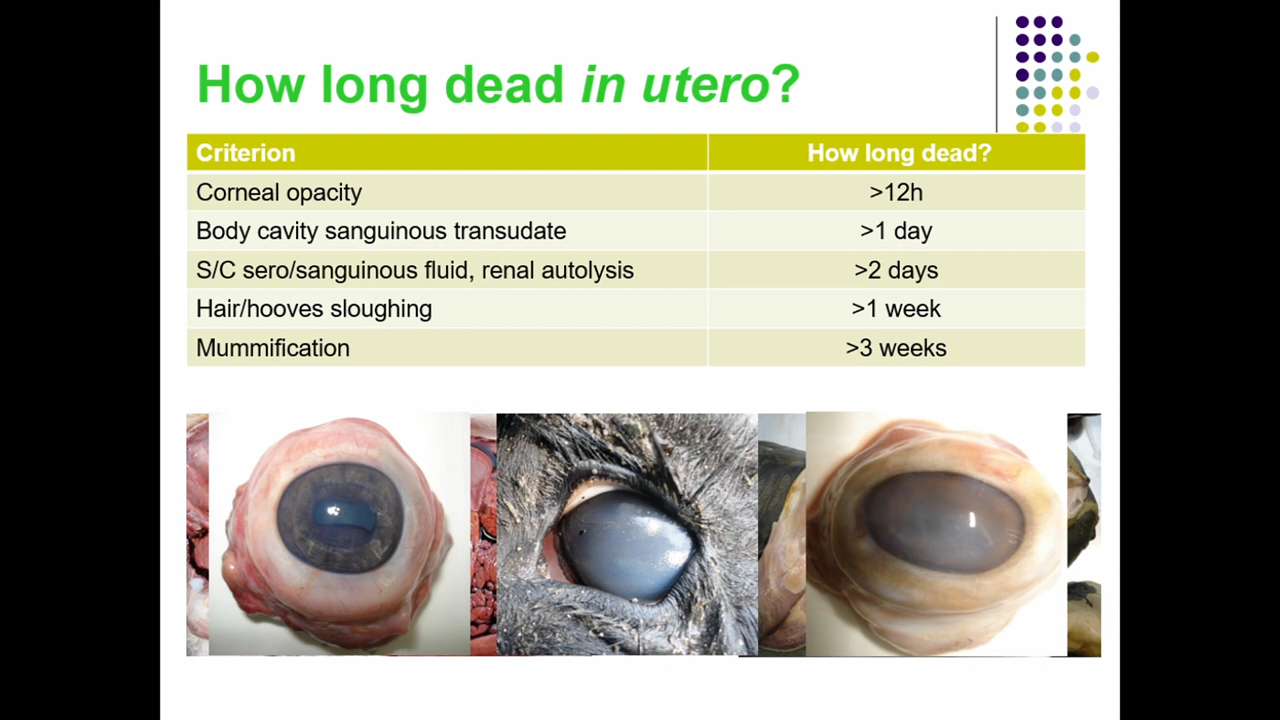 How long dead in utero?
Criterion How long dead?
Corneal opacity >12h
Body cavity sanguinous transudate >1 day
S/C sero/sanguinous fluid, renal autolysis >2 days
Hair/hooves sloughing >1 week
Mummification >3 weeks